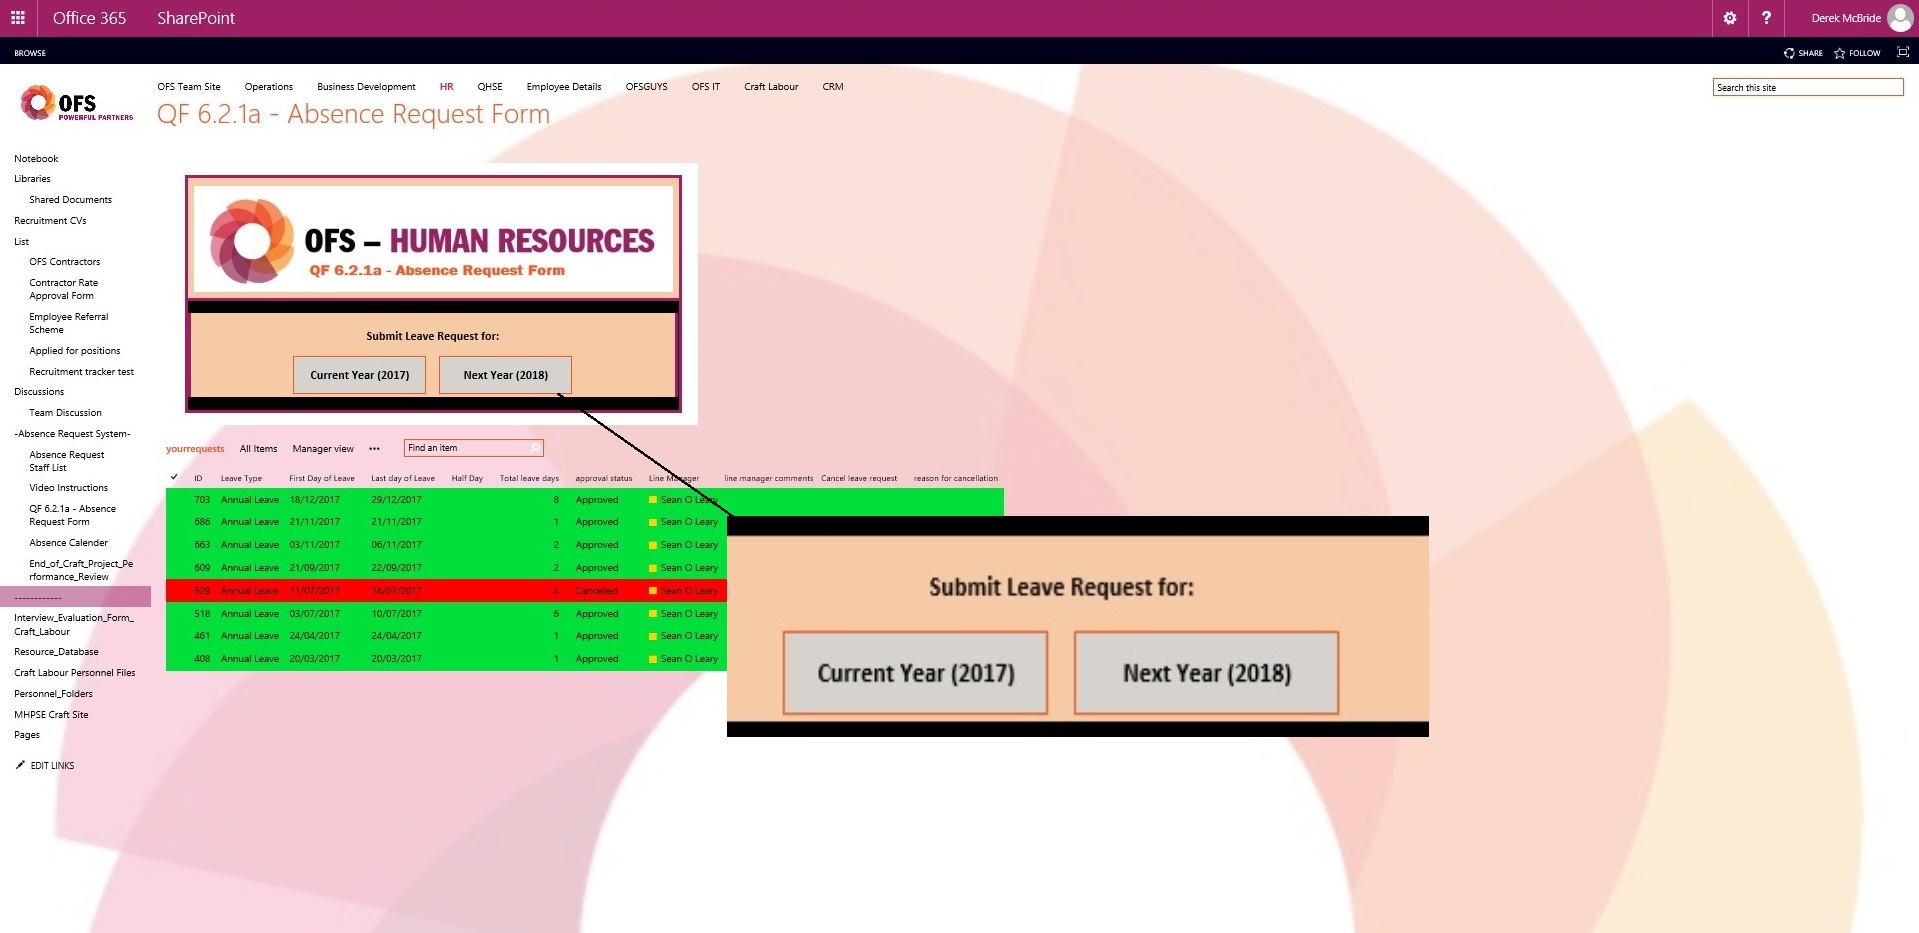 Office 365 SharePoint ? Derek McBride
BROWSE SHARE FOLLOW
OFS
POWERFUL PARTNERS
OFS Team Site Operations Business Development HR QHSE Employee Details OFSGUYS OFS IT Craft Labour CRM
Search this site
QF 6.2.1a - Absence Request Form
Notebook
Libraries
Shared Documents
Recruitment CVs
List
OFS Contractors
Contractor Rate
Approval Form
Employee Referral
Scheme
Applied for positions
Recruitment tracker test
Discussions
Team Discussion
-Absence Request System-
Absence Request
Staff List
Video Instructions
QF 6.2.1a - Absence
Request Form
Absence Calender
End_of_Craft_Project_Pe
rformance_Review
------------
Interview_Evaluation_Form_
Craft_Labour
Resource_Database
Craft Labour Personnel Files
Personnel_Folders
MHPSE Craft Site
Pages
EDIT LINKS
OFS – HUMAN RESOURCES
QF 6.2.1a - Absence Request Form
Submit Leave Request for:
Current Year (2017) Next Year (2018)
yourrequests All Items Manager view ••• Find an item
ID Leave Type First Day of Leave Last day of Leave Half Day Total leave days approval status Line Manager line manager comments Cancel leave request reason for cancellation
703 Annual Leave 18/12/2017 29/12/2017 8 Approved Sean O Leary
686 Annual Leave 21/11/2017 21/11/2017 1 Approved Sean O Leary
663 Annual Leave 03/11/2017 06/11/2017 2 Approved Sean O Leary
609 Annual Leave 21/09/2017 22/09/2017 2 Approved Sean O Leary
529 Annual Leave 11/07/2017 14/07/2017 4 Cancelled Sean O Leary
518 Annual Leave 03/07/2017 10/07/2017 6 Approved Sean O Leary
461 Annual Leave 24/04/2017 24/04/2017 1 Approved Sean O Leary
408 Annual Leave 20/03/2017 20/03/2017 1 Approved Sean O Leary
Submit Leave Request for:
Current Year (2017) Next Year (2018)